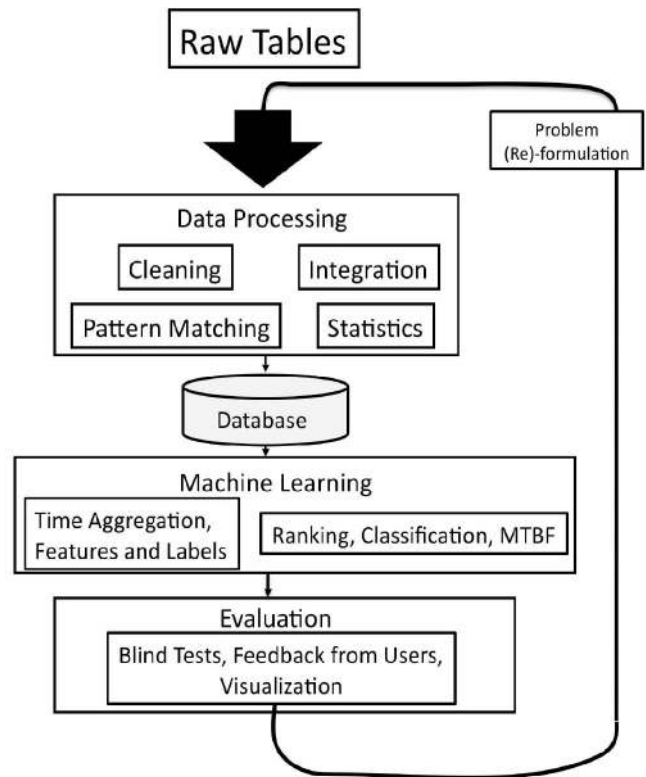 Raw Tables
Problem
(Re)-formulation
Data Processing
Cleaning
Integration
Pattern Matching
Statistics
Database
Machine Learning
Time Aggregation,
Features and Labels
Ranking, Classification, MTBF
Evaluation
Blind Tests, Feedback from Users,
Visualization